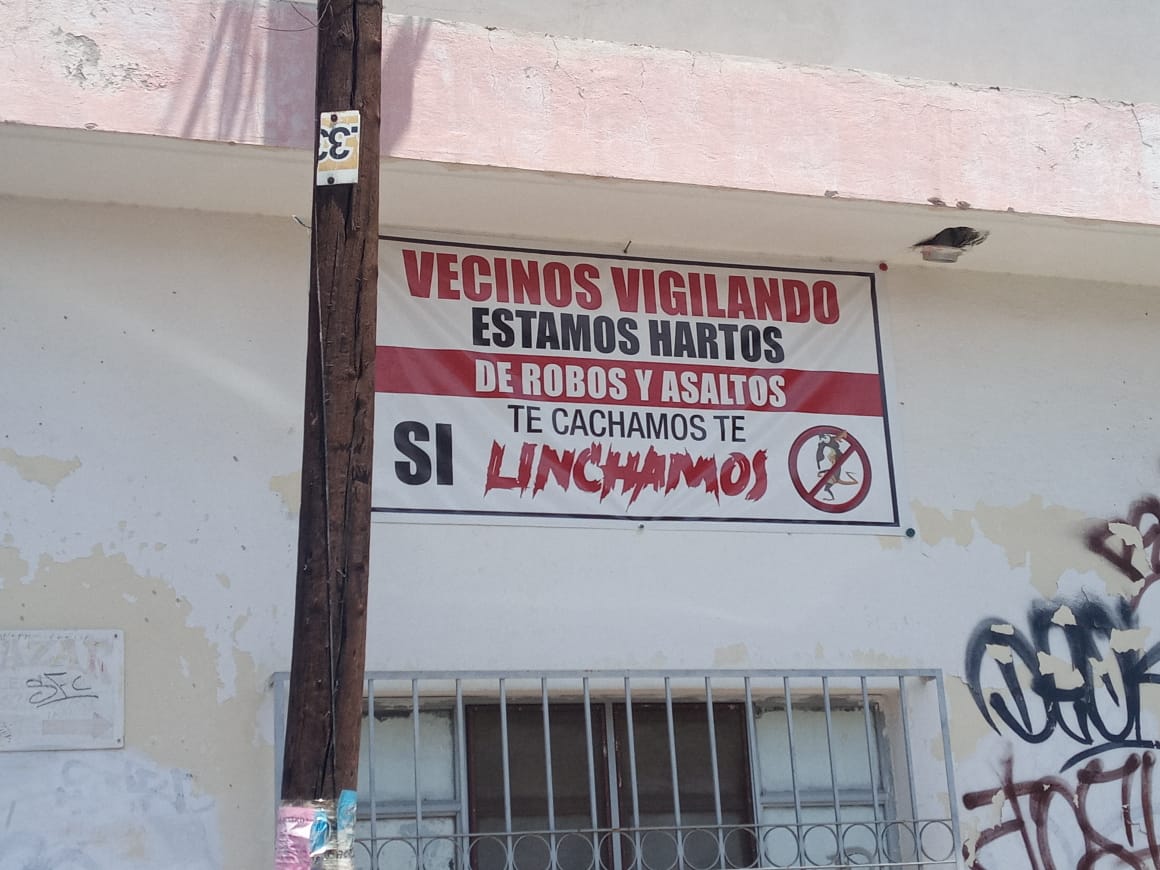 VECINOS VIGILANDO
ESTAMOS HARTOS
DE ROBOS Y ASALTOS
SI
TE CACHAMOS TE
LINCHAMOS